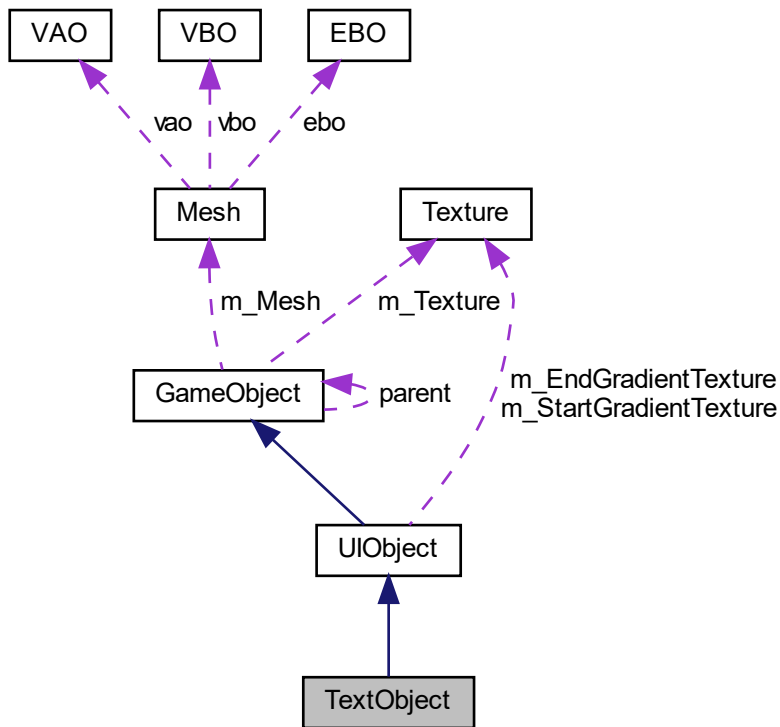 VAO
VBO
EBO
vao
vbo
ebo
Mesh
Texture
m_Mesh
m_Texture
GameObject
parent
m_EndGradientTexture
m_StartGradientTexture
UIObject
TextObject